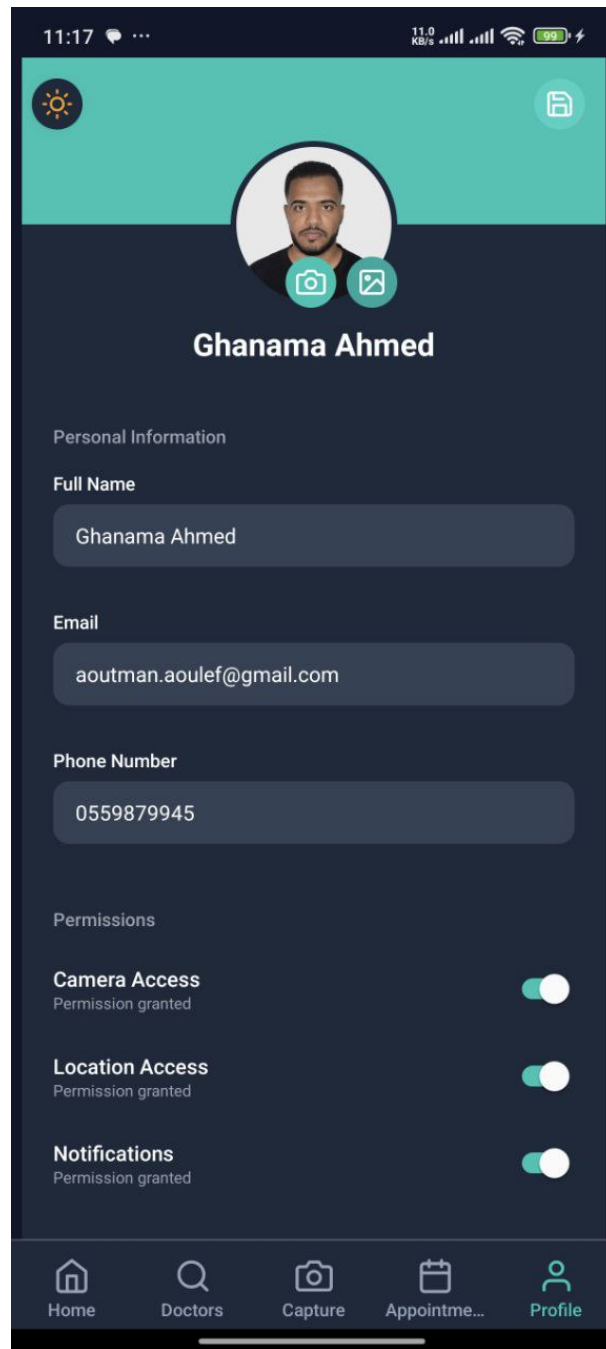 11:17 ...
11.0
KB/s 99
Ghanama Ahmed
Personal Information
Full Name
Ghanama Ahmed
Email
aoutman.aoulef@gmail.com
Phone Number
0559879945
Permissions
Camera Access
Permission granted
Location Access
Permission granted
Notifications
Permission granted
Home Doctors Capture Appointme... Profile